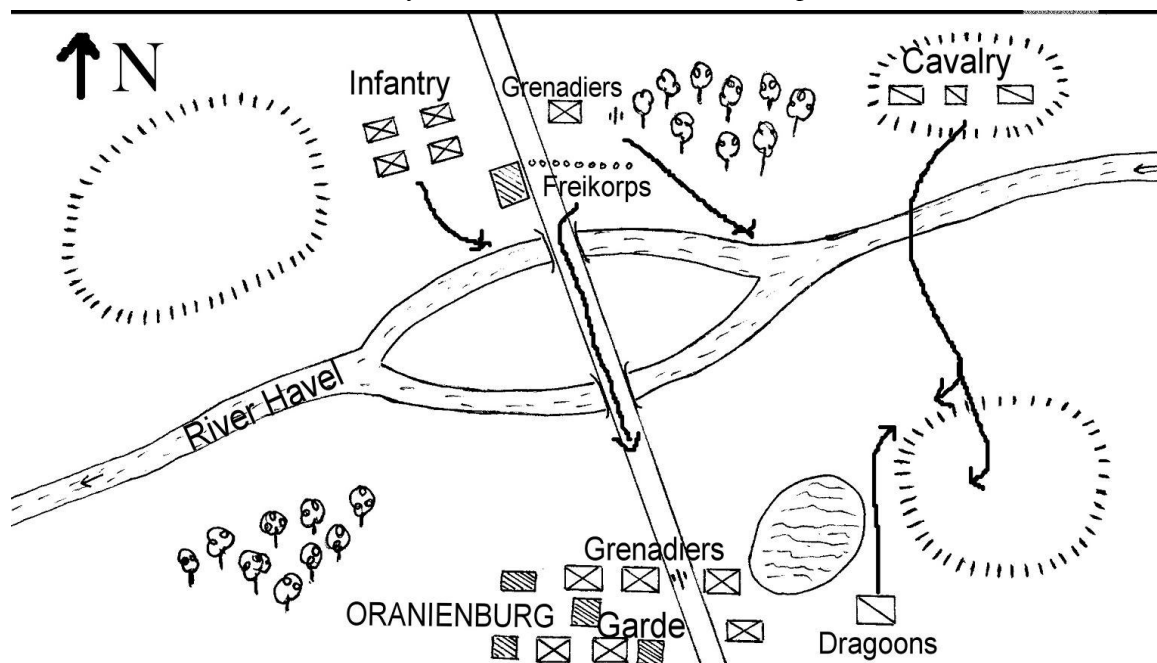 N
Infantry
Grenadiers
Cavalry
Freikorps
River Havel
Grenadiers
ORANIENBURG
Garde
Dragoons